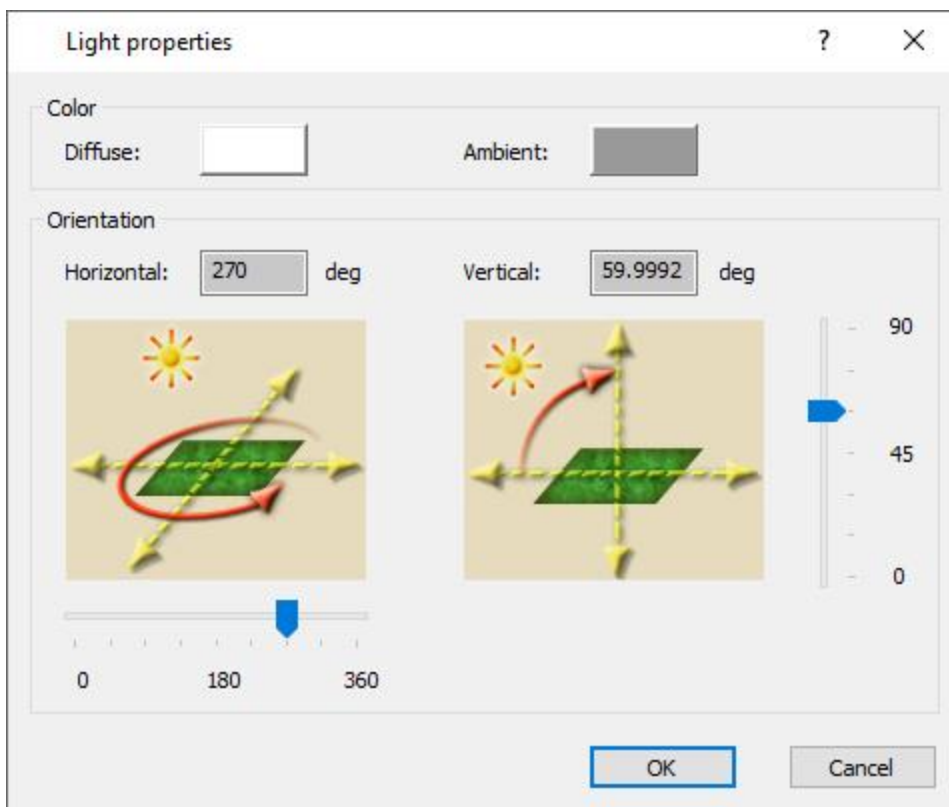 Light properties ?
Color
Diffuse: Ambient:
Orientation
Horizontal: 270 deg Vertical: 59.9992 deg
90
45
0
0 180 360
OK Cancel